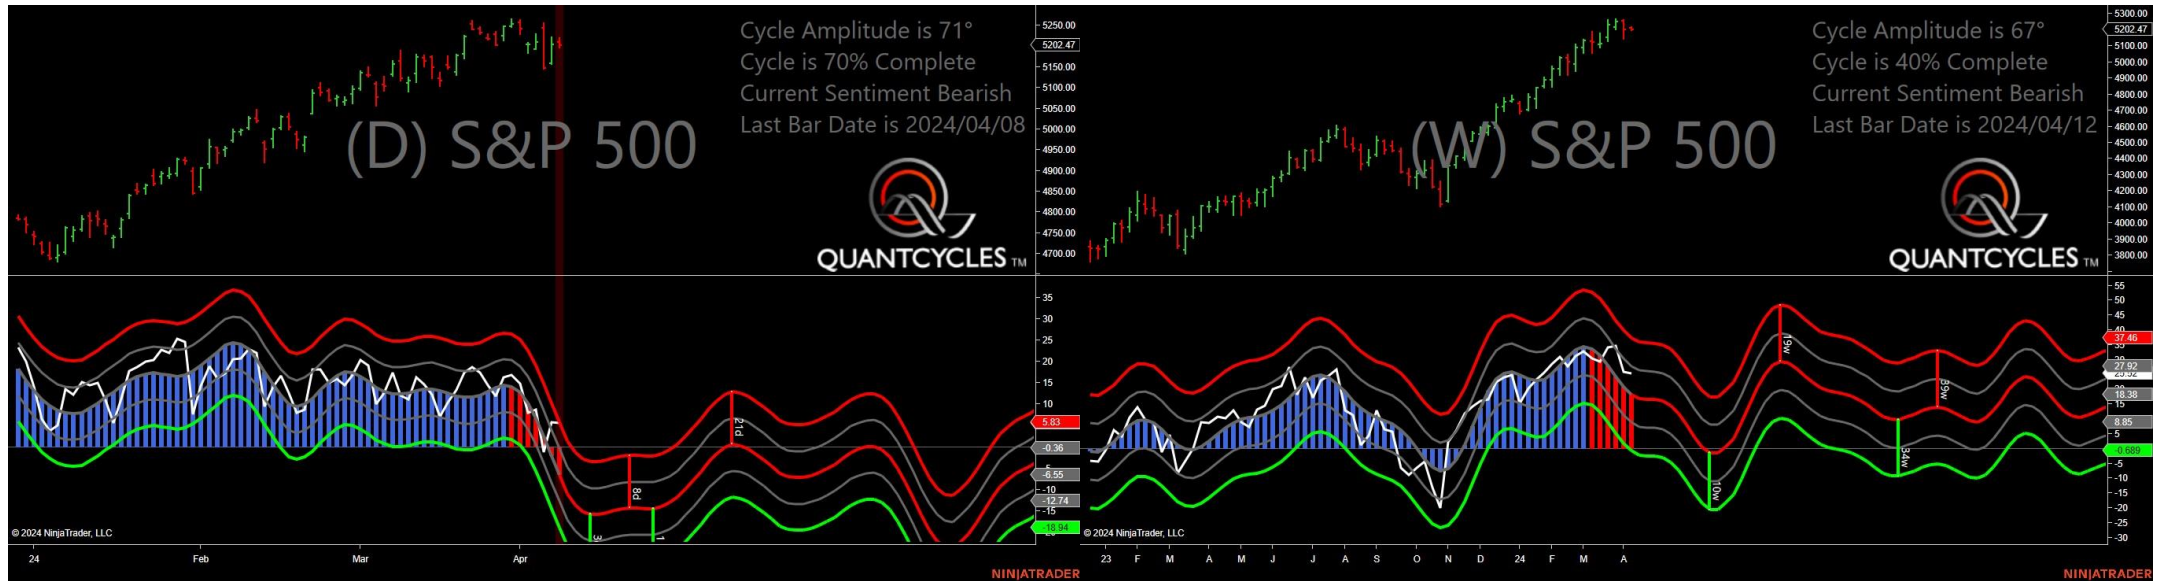 Cycle Amplitude is 71°
Cycle is 70% Complete
Current Sentiment Bearish
Last Bar Date is 2024/04/08
(D) S&P 500
QUANTCYCLES TM
5250.00
5202.47
5150.00
5100.00
5050.00
5000.00
4950.00
4900.00
4850.00
4800.00
4750.00
4700.00
35
30
25
20
15
10
5.83
-0.36
-6.55
-10
-12.74
-15
-18.94
21d
8d
© 2024 NinjaTrader, LLC
24 Feb Mar Apr
NINJATRADER
Cycle Amplitude is 67°
Cycle is 40% Complete
Current Sentiment Bearish
Last Bar Date is 2024/04/12
(W) S&P 500
QUANTCYCLES TM
5300.00
5202.47
5100.00
5000.00
4900.00
4800.00
4700.00
4600.00
4500.00
4400.00
4300.00
4200.00
4100.00
4000.00
3900.00
3800.00
55
50
45
40
37.46
27.92
18.38
15
8.85
5
-0.689
-5
-10
-15
-20
-25
-30
19w
89w
34w
10w
© 2024 NinjaTrader, LLC
23 F M A M J J A S O N D 24 F M A
NINJATRADER